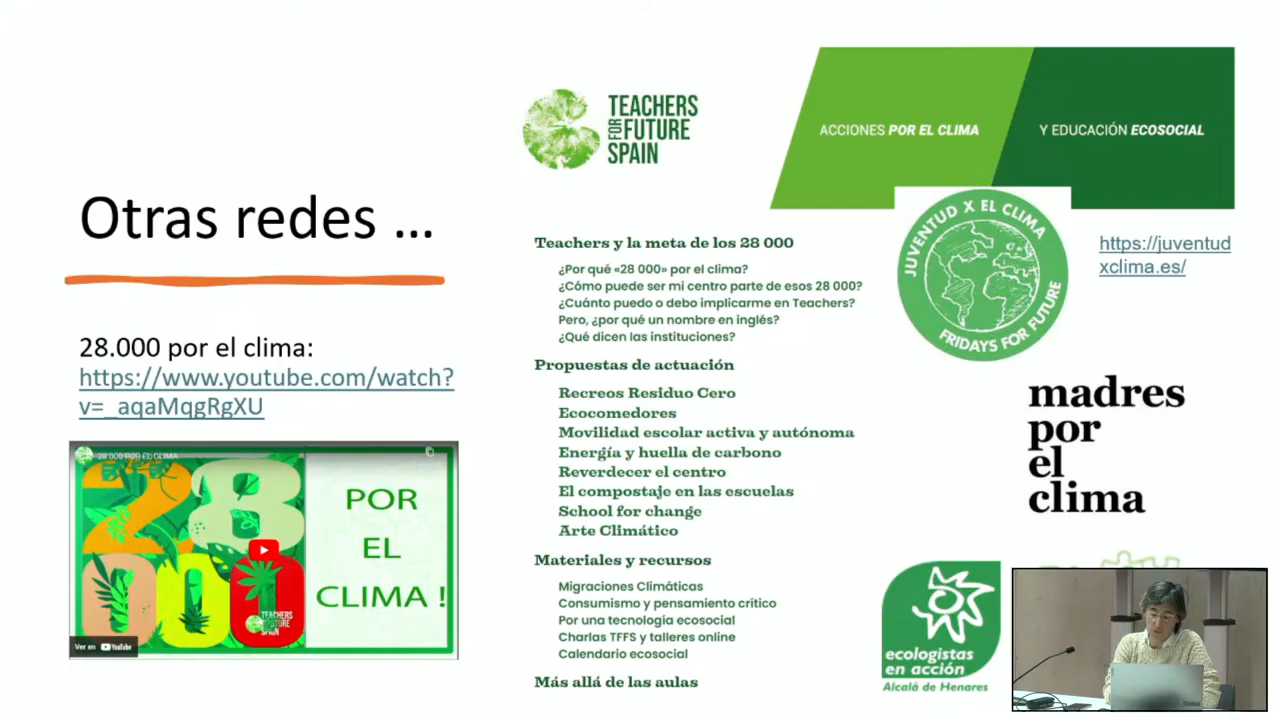 Otras redes ...
28.000 por el clima:
https://www.youtube.com/watch?
v=_aqaMqgRgXU
28 000 POR EL CLIMA
28
000
POR
EL
CLIMA !
TEACHERS
FOR
FUTURE
SPAIN
Ver en YouTube
TEACHERS
FOR
FUTURE
SPAIN
ACCIONES POR EL CLIMA
Y EDUCACIÓN ECOSOCIAL
Teachers y la meta de los 28 000
¿Por qué «28 000» por el clima?
¿Cómo puede ser mi centro parte de esos 28 000?
¿Cuánto puedo o debo implicarme en Teachers?
Pero, ¿por qué un nombre en inglés?
¿Qué dicen las instituciones?
Propuestas de actuación
Recreos Residuo Cero
Ecocomedores
Movilidad escolar activa y autónoma
Energía y huella de carbono
Reverdecer el centro
El compostaje en las escuelas
School for change
Arte Climático
Materiales y recursos
Migraciones Climáticas
Consumismo y pensamiento crítico
Por una tecnología ecosocial
Charlas TFFS y talleres online
Calendario ecosocial
Más allá de las aulas
JUVENTUD X EL CLIMA
FRIDAYS FOR FUTURE
https://juventud
xclima.es/
madres
por
el
clima
ecologistas
en acción
Alcalá de Henares